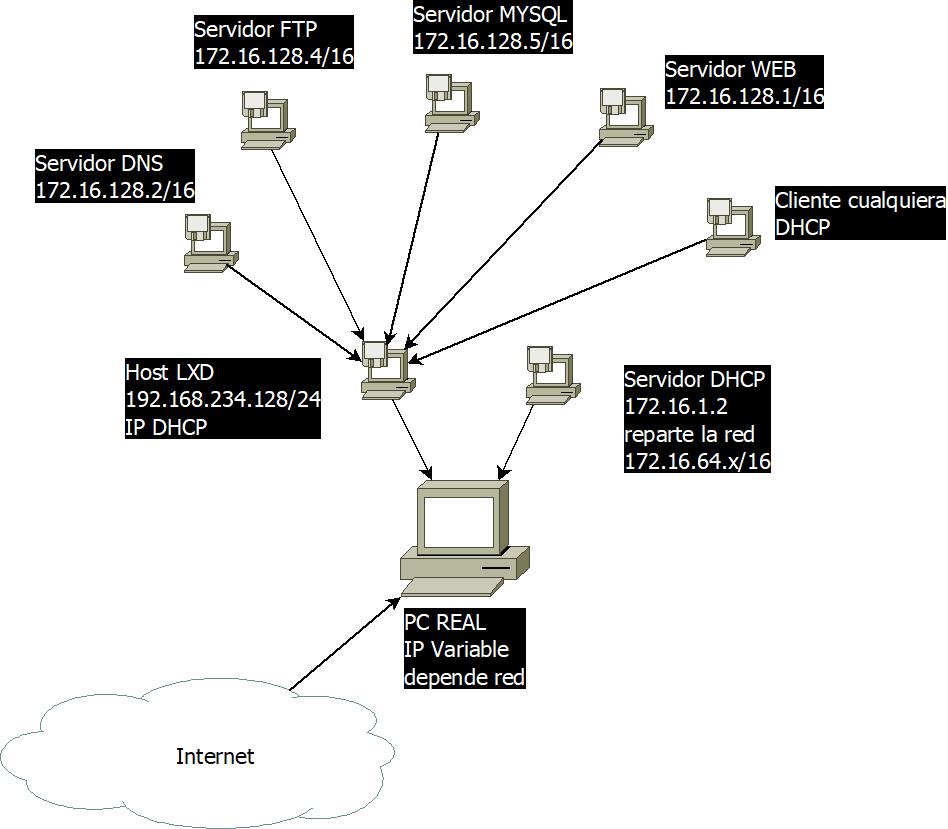 Servidor MYSQL
172.16.128.5/16
Servidor FTP
172.16.128.4/16
Servidor WEB
172.16.128.1/16
Servidor DNS
172.16.128.2/16
Cliente cualquiera
DHCP
Host LXD
192.168.234.128/24
IP DHCP
Servidor DHCP
172.16.1.2
reparte la red
172.16.64.x/16
PC REAL
IP Variable
depende red
Internet